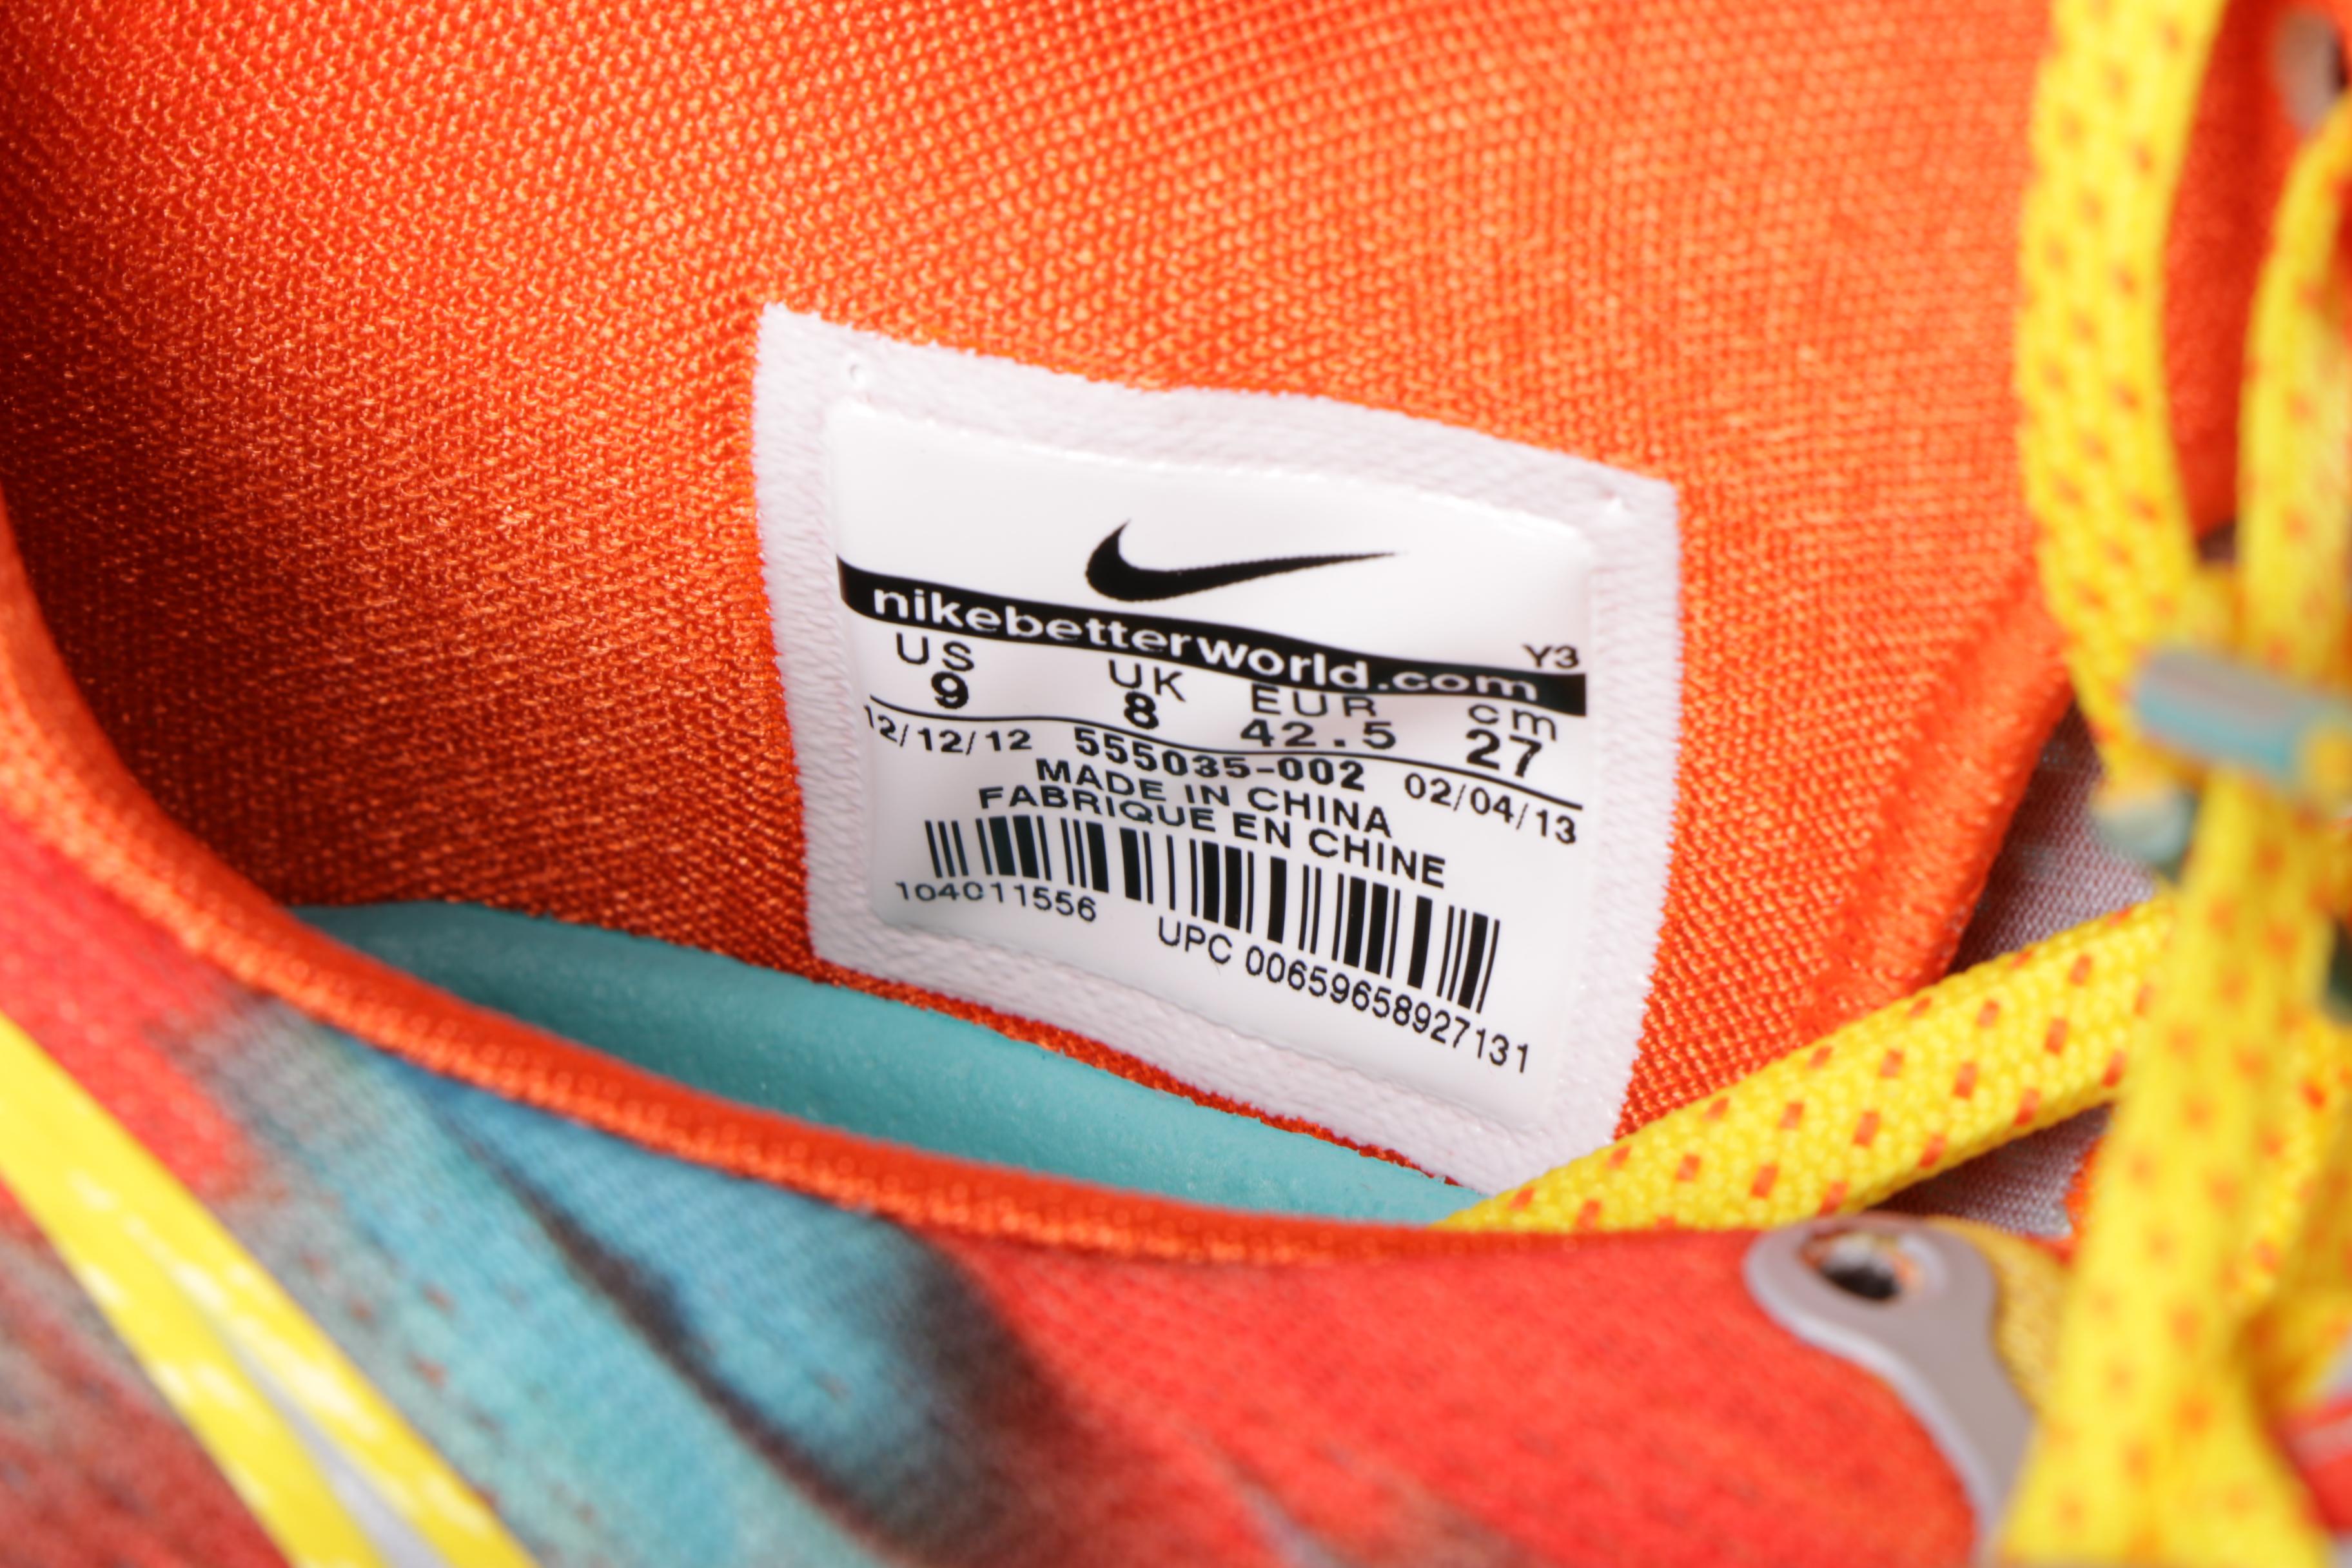 nikebetterworld.com
Y3
US UK EUR cm
9 8 42.5 27
12/12/12 555035-002 02/04/13
MADE IN CHINA
FABRIQUE EN CHINE
104011556 UPC 00659658927131